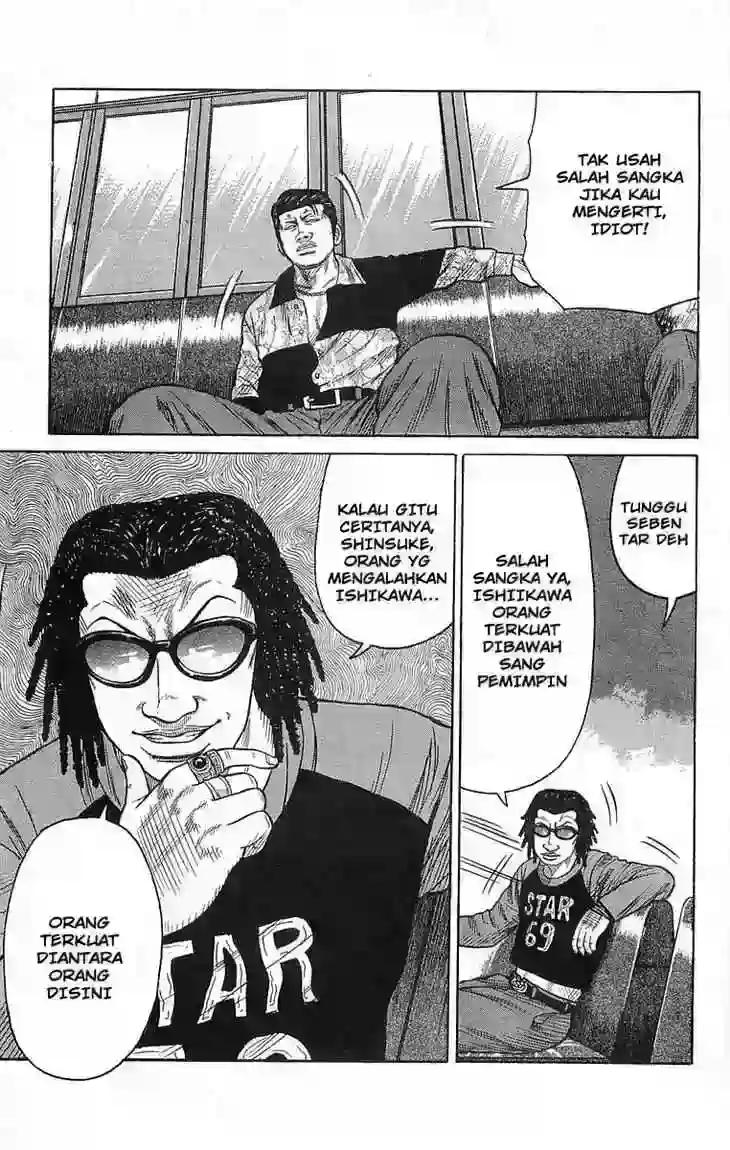 TAK USAH
SALAH SANGKA
JIKA KAU
MENGERTI,
IDIOT!
TUNGGU
SEBEN
TAR DEH
SALAH
SANGKA YA,
ISHIIKAWA
ORANG
TERKUAT
DIBAWAH
SANG
PEMIMPIN
STAR
69
KALAU GITU
CERITANYA,
SHINSUKE,
ORANG YG
MENGALAHKAN
ISHIKAWA...
ORANG
TERKUAT
DIANTARA
ORANG
DISINI
TAR